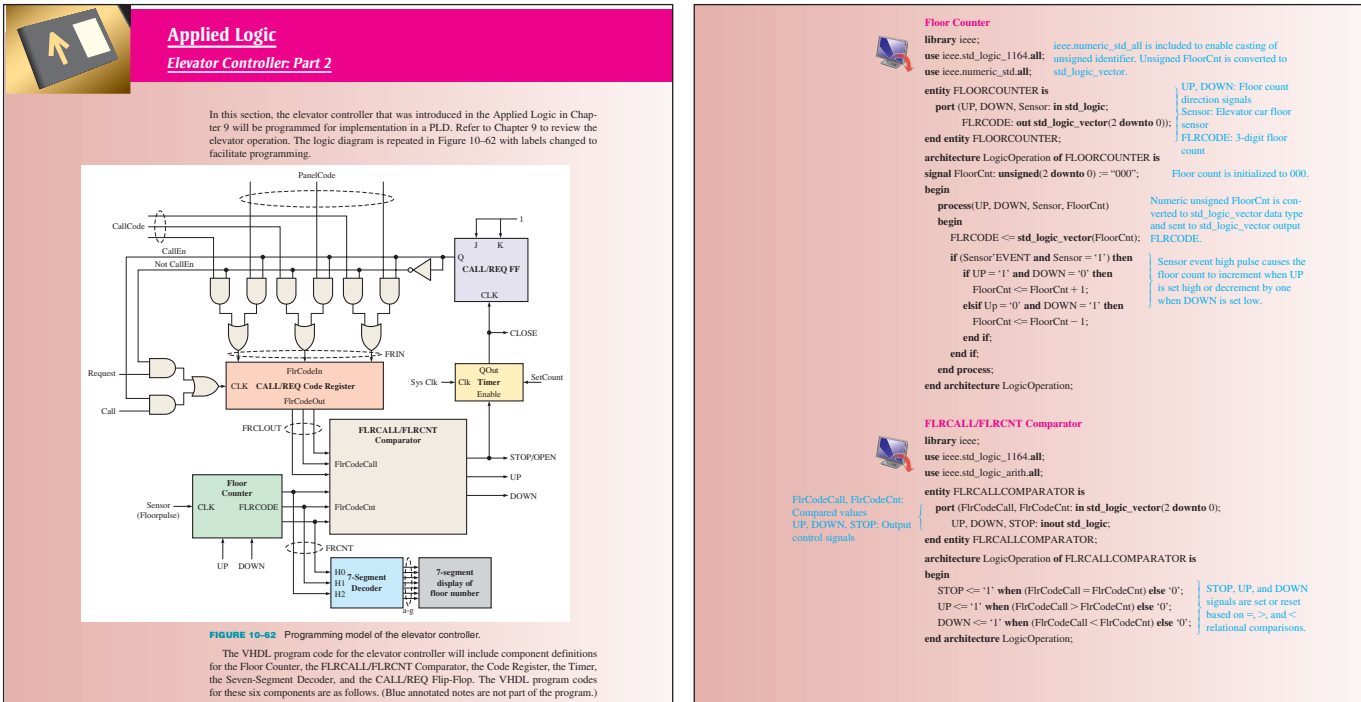 Applied Logic
Elevator Controller: Part 2
In this section, the elevator controller that was introduced in the Applied Logic in Chap-
ter 9 will be programmed for implementation in a PLD. Refer to Chapter 9 to review the
elevator operation. The logic diagram is repeated in Figure 10–62 with labels changed to
facilitate programming.
PanelCode
1
CallCode
J K
CallEn
Q
CALL/REQ FF
Not CallEn
CLK
CLOSE
FRIN
Request
FlrCodeIn
CLK CALL/REQ Code Register
FlrCodeOut
Sys Clk
QOut
Clk Timer
Enable
SetCount
Call
FRCLOUT
FLRCALL/FLRCNT
Comparator
FlrCodeCall
STOP/OPEN
UP
DOWN
Floor
Counter
Sensor
(Floorpulse)
CLK FLRCODE
FlrCodeCnt
FRCNT
UP DOWN
H0
H1
H2
7-Segment
Decoder
a-g
7-segment
display of
floor number
FIGURE 10–62 Programming model of the elevator controller.
The VHDL program code for the elevator controller will include component definitions
for the Floor Counter, the FLRCALL/FLRCNT Comparator, the Code Register, the Timer,
the Seven-Segment Decoder, and the CALL/REQ Flip-Flop. The VHDL program codes
for these six components are as follows. (Blue annotated notes are not part of the program.)
Floor Counter
library ieee;
use ieee.std_logic_1164.all;
use ieee.numeric_std.all;
ieee.numeric_std_all is included to enable casting of
unsigned identifier. Unsigned FloorCnt is converted to
std_logic_vector.
entity FLOORCOUNTER is
port (UP, DOWN, Sensor: in std_logic;
FLRCODE: out std_logic_vector(2 downto 0));
end entity FLOORCOUNTER;
UP, DOWN: Floor count
direction signals
Sensor: Elevator car floor
sensor
FLRCODE: 3-digit floor
count
architecture LogicOperation of FLOORCOUNTER is
signal FloorCnt: unsigned(2 downto 0) := “000”;
Floor count is initialized to 000.
begin
process(UP, DOWN, Sensor, FloorCnt)
begin
FLRCODE <= std_logic_vector(FloorCnt);
Numeric unsigned FloorCnt is con-
verted to std_logic_vector data type
and sent to std_logic_vector output
FLRCODE.
if (Sensor’EVENT and Sensor = ‘1’) then
if UP = ‘1’ and DOWN = ‘0’ then
FloorCnt <= FloorCnt + 1;
elsif Up = ‘0’ and DOWN = ‘1’ then
FloorCnt <= FloorCnt − 1;
end if;
end if;
end process;
end architecture LogicOperation;
Sensor event high pulse causes the
floor count to increment when UP
is set high or decrement by one
when DOWN is set low.
FLRCALL/FLRCNT Comparator
library ieee;
use ieee.std_logic_1164.all;
use ieee.std_logic_arith.all;
entity FLRCALLCOMPARATOR is
port (FlrCodeCall, FlrCodeCnt: in std_logic_vector(2 downto 0);
UP, DOWN, STOP: inout std_logic;
end entity FLRCALLCOMPARATOR;
FlrCodeCall, FlrCodeCnt:
Compared values
UP, DOWN, STOP: Output
control signals
architecture LogicOperation of FLRCALLCOMPARATOR is
begin
STOP <= ‘1’ when (FlrCodeCall = FlrCodeCnt) else ‘0’;
UP <= ‘1’ when (FlrCodeCall > FlrCodeCnt) else ‘0’;
DOWN <= ‘1’ when (FlrCodeCall < FlrCodeCnt) else ‘0’;
end architecture LogicOperation;
STOP, UP, and DOWN
signals are set or reset
based on =, >, and <
relational comparisons.